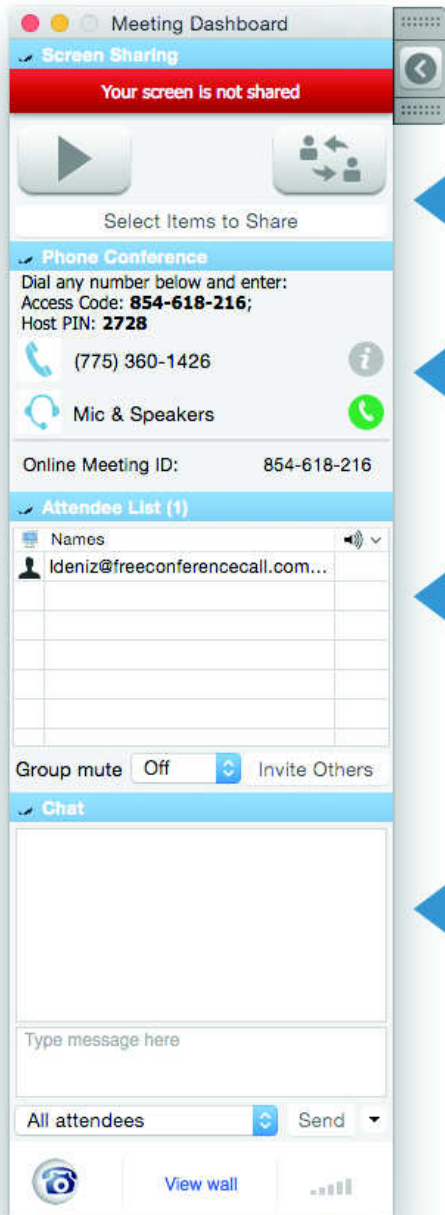 Meeting Dashboard
Screen Sharing
Your screen is not shared
Select Items to Share
Phone Conference
Dial any number below and enter:
Access Code: 854-618-216;
Host PIN: 2728
(775) 360-1426
Mic & Speakers
Online Meeting ID: 854-618-216
Attendee List (1)
Names
ldeniz@freeconferencecall.com...
Group mute Off Invite Others
Chat
Type message here
All attendees Send
View wall